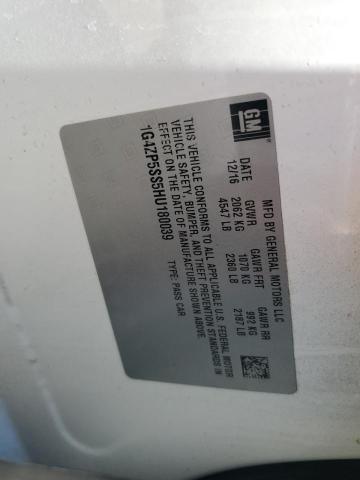 GM
MFD BY GENERAL MOTORS LLC
DATE GVWR GAWR FRT GAWR RR
12/16 2062 KG 1070 KG 992 KG
4547 LB 2360 LB 2187 LB
THIS VEHICLE CONFORMS TO ALL APPLICABLE U.S. FEDERAL MOTOR
VEHICLE SAFETY, BUMPER, AND THEFT PREVENTION STANDARDS IN
EFFECT ON THE DATE OF MANUFACTURE SHOWN ABOVE.
1G4ZP5SS5HU180039 TYPE: PASS CAR